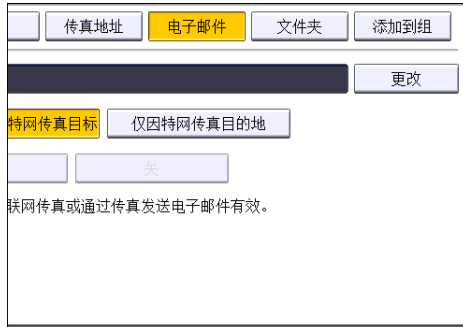 传真地址 电子邮件 文件夹 添加到组
更改
特网传真目标 仅因特网传真目的地
关
联网传真或通过传真发送电子邮件有效。